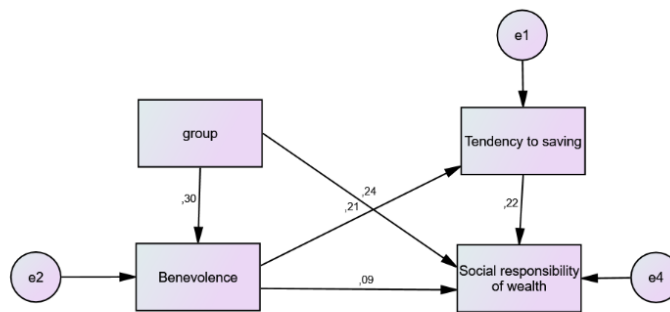 e1
group
Tendency to saving
,30
,24
,21
,22
e2
Benevolence
,09
Social responsibility
of wealth
e4